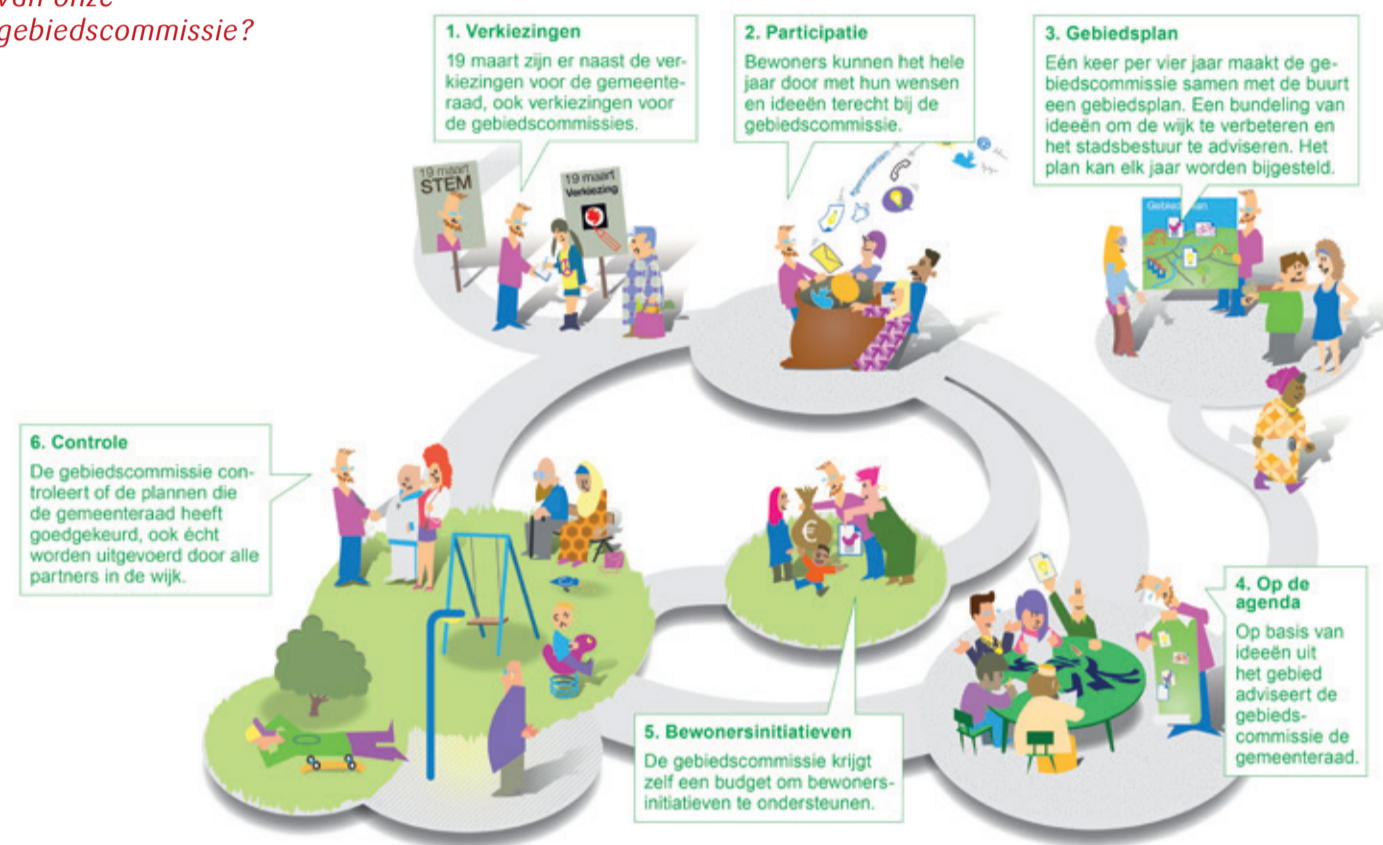 van onze
gebiedscommissie?
1. Verkiezingen
19 maart zijn er naast de ver-
kiezingen voor de gemeente-
raad, ook verkiezingen voor
de gebiedscommissies.
2. Participatie
Bewoners kunnen het hele
jaar door met hun wensen
en ideeën terecht bij de
gebiedscommissie.
3. Gebiedsplan
Eén keer per vier jaar maakt de ge-
biedscommissie samen met de buurt
een gebiedsplan. Een bundeling van
ideeën om de wijk te verbeteren en
het stadsbestuur te adviseren. Het
plan kan elk jaar worden bijgesteld.
19 maart
STEM
19 maart
Verkiezing
6. Controle
De gebiedscommissie con-
troleert of de plannen die
de gemeenteraad heeft
goedgekeurd, ook écht
worden uitgevoerd door alle
partners in de wijk.
€
4. Op de
agenda
Op basis van
ideeën uit
het gebied
adviseert de
gebieds-
commissie de
gemeenteraad.
5. Bewonersinitiatieven
De gebiedscommissie krijgt
zelf een budget om bewoners-
initiatieven te ondersteunen.